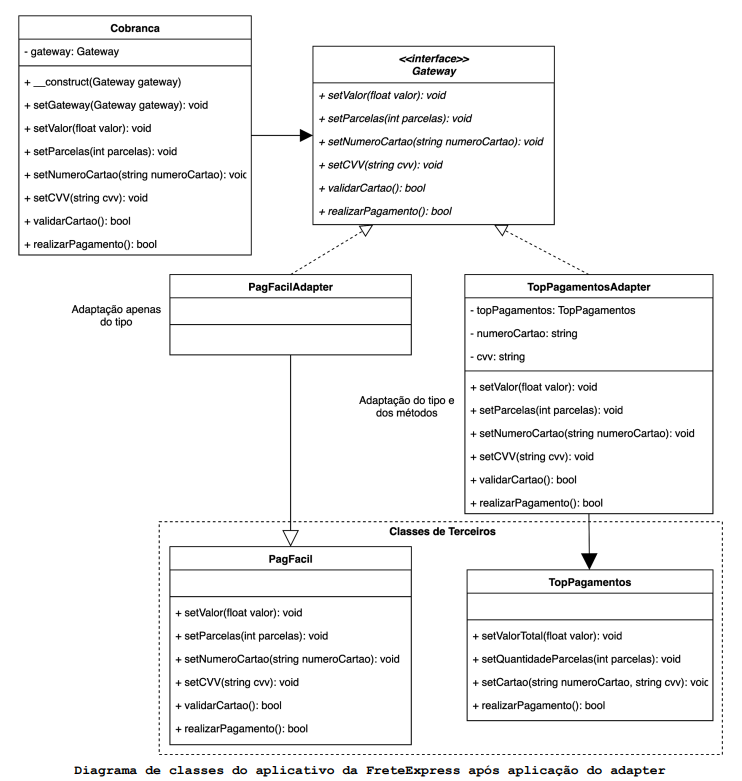 Cobranca
- gateway: Gateway
+ __construct(Gateway gateway)
+ setGateway(Gateway gateway): void
+ setValor(float valor): void
+ setParcelas(int parcelas): void
+ setNumeroCartao(string numeroCartao): void
+ setCVV(string cvv): void
+ validarCartao(): bool
+ realizarPagamento(): bool
<<interface>>
Gateway
+ setValor(float valor): void
+ setParcelas(int parcelas): void
+ setNumeroCartao(string numeroCartao): void
+ setCVV(string cvv): void
+ validarCartao(): bool
+ realizarPagamento(): bool
Adaptação apenas
do tipo
PagFacilAdapter
Adaptação do tipo e
dos métodos
TopPagamentosAdapter
- topPagamentos: TopPagamentos
- numeroCartao: string
- cvv: string
+ setValor(float valor): void
+ setParcelas(int parcelas): void
+ setNumeroCartao(string numeroCartao): void
+ setCVV(string cvv): void
+ validarCartao(): bool
+ realizarPagamento(): bool
Classes de Terceiros
PagFacil
+ setValor(float valor): void
+ setParcelas(int parcelas): void
+ setNumeroCartao(string numeroCartao): void
+ setCVV(string cvv): void
+ validarCartao(): bool
+ realizarPagamento(): bool
TopPagamentos
+ setValorTotal(float valor): void
+ setQuantidadeParcelas(int parcelas): void
+ setCartao(string numeroCartao, string cvv): void
+ realizarPagamento(): bool
Diagrama de classes do aplicativo da FreteExpress após aplicação do adapter